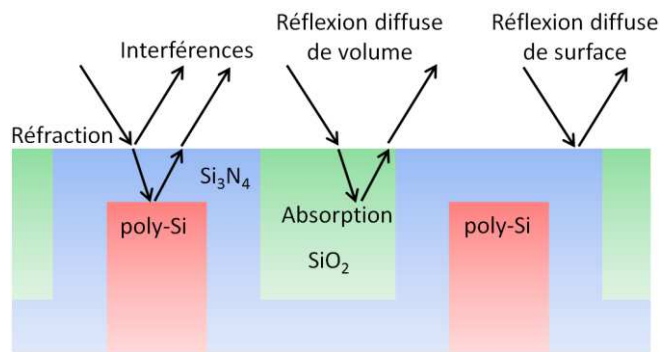 Interférences
Réflexion diffuse
de volume
Réflexion diffuse
de surface
Réfraction
Si₃N₄
poly-Si
Absorption
SiO₂
poly-Si